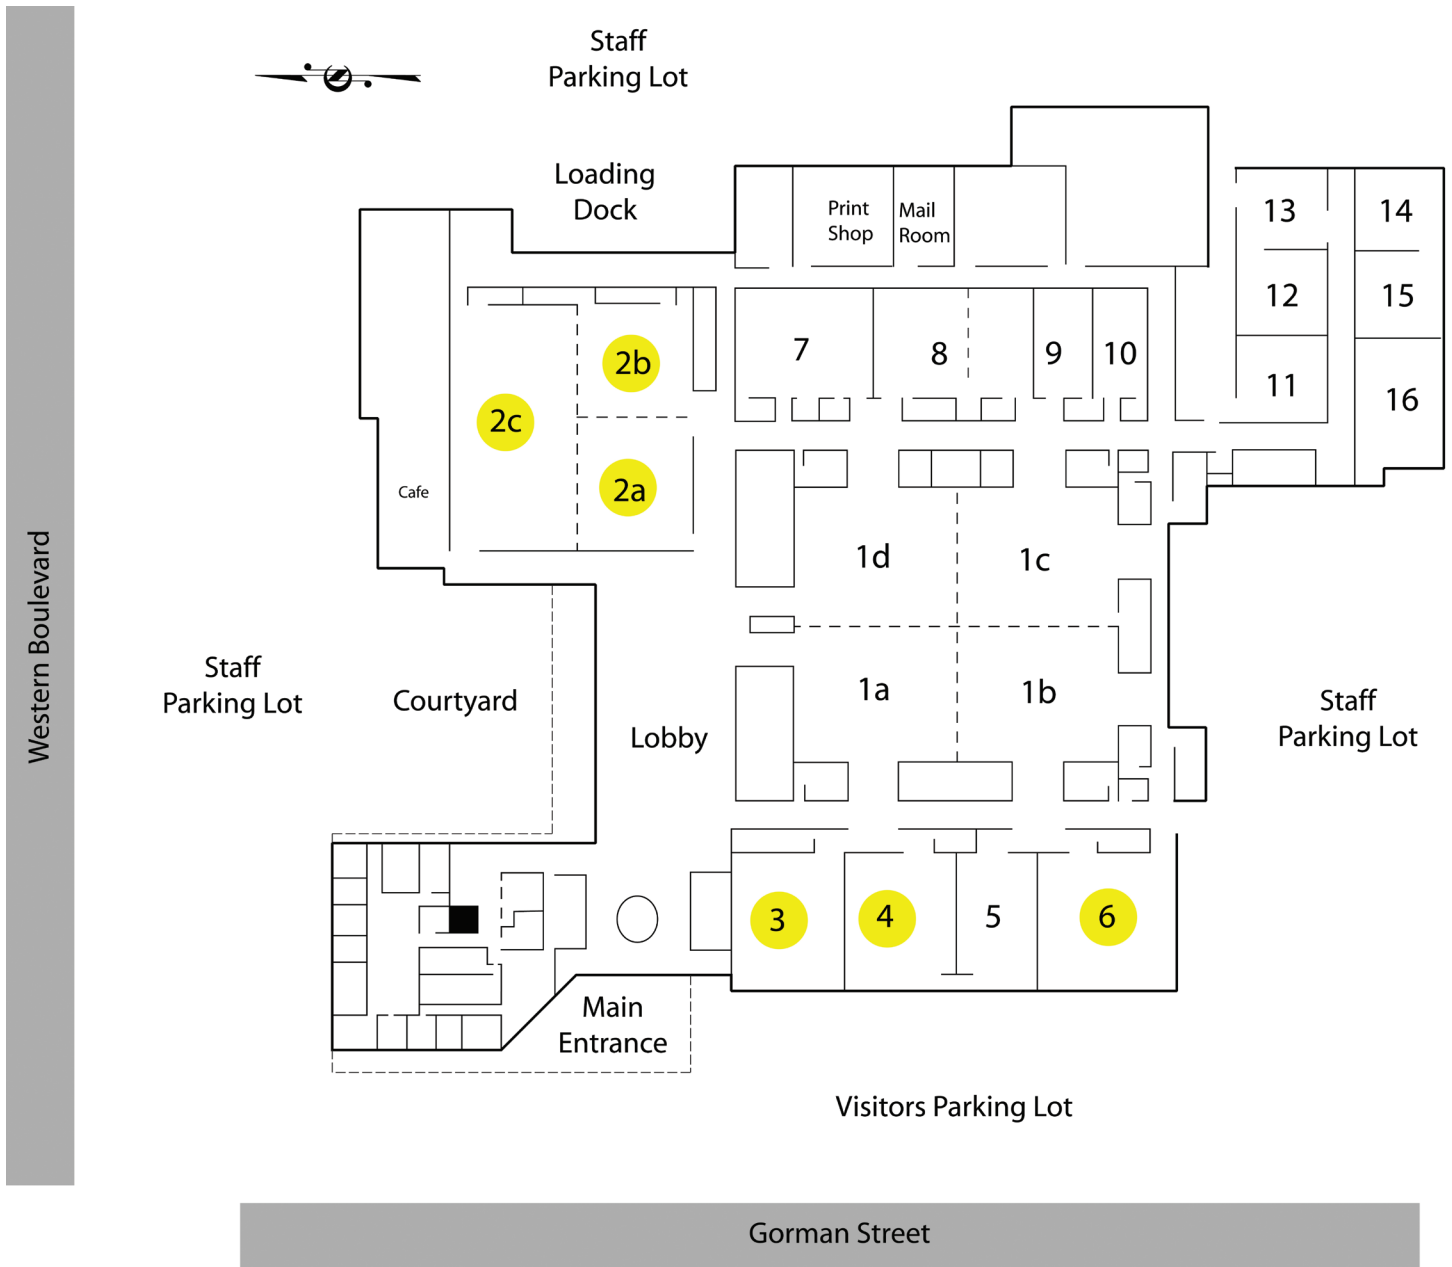 Staff
Parking Lot
Loading
Dock
Print
Shop
Mail
Room
13
14
12
15
11
16
7
8
9
10
2b
2c
2a
Cafe
1d
1c
1a
1b
Western Boulevard
Staff
Parking Lot
Courtyard
Lobby
Staff
Parking Lot
3
4
5
6
Main
Entrance
Visitors Parking Lot
Gorman Street